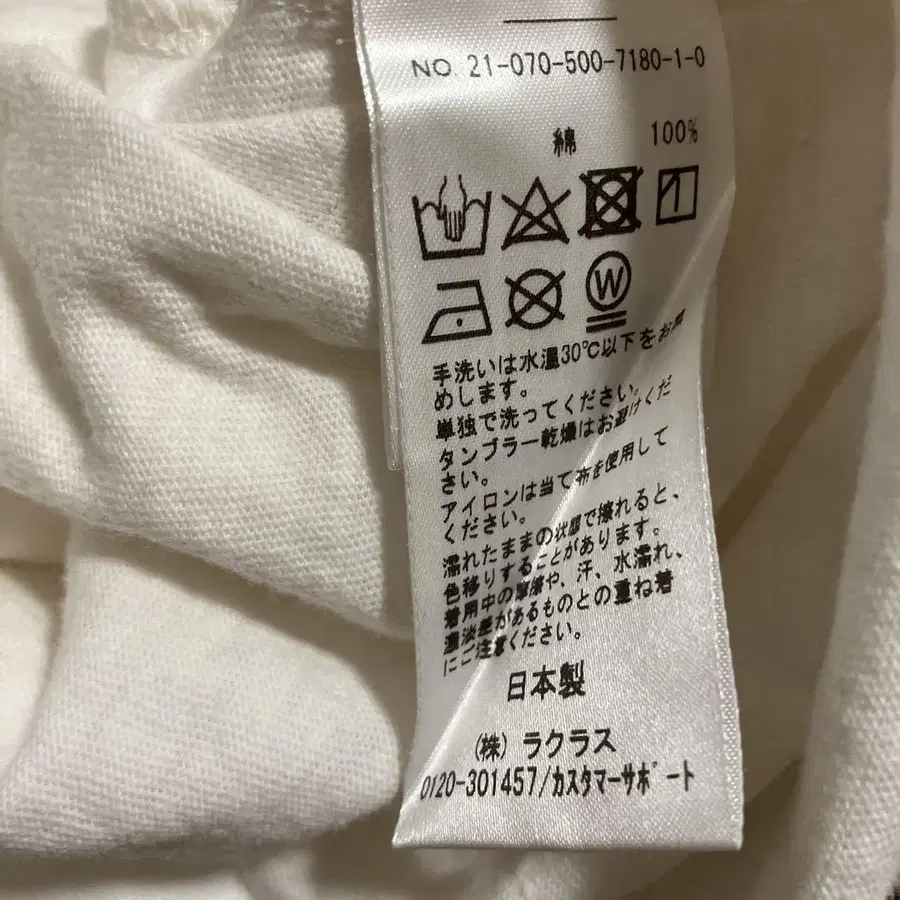 NO. 21-070-500-7180-1-0
綿 100%
W
手洗いは水温30℃以下をお薦
めします。
単独で洗ってください。
タンブラー乾燥はお避けくだ
さい。
アイロンは当て布を使用して
ください。
濡れたままの状態で擦れると、
色移りすることがあります。
着用中の摩擦や、汗、水濡れ、
濃淡差があるものとの重ね着
にご注意ください。
日本製
(株) ラクラス
0120-301457/カスタマーサポート